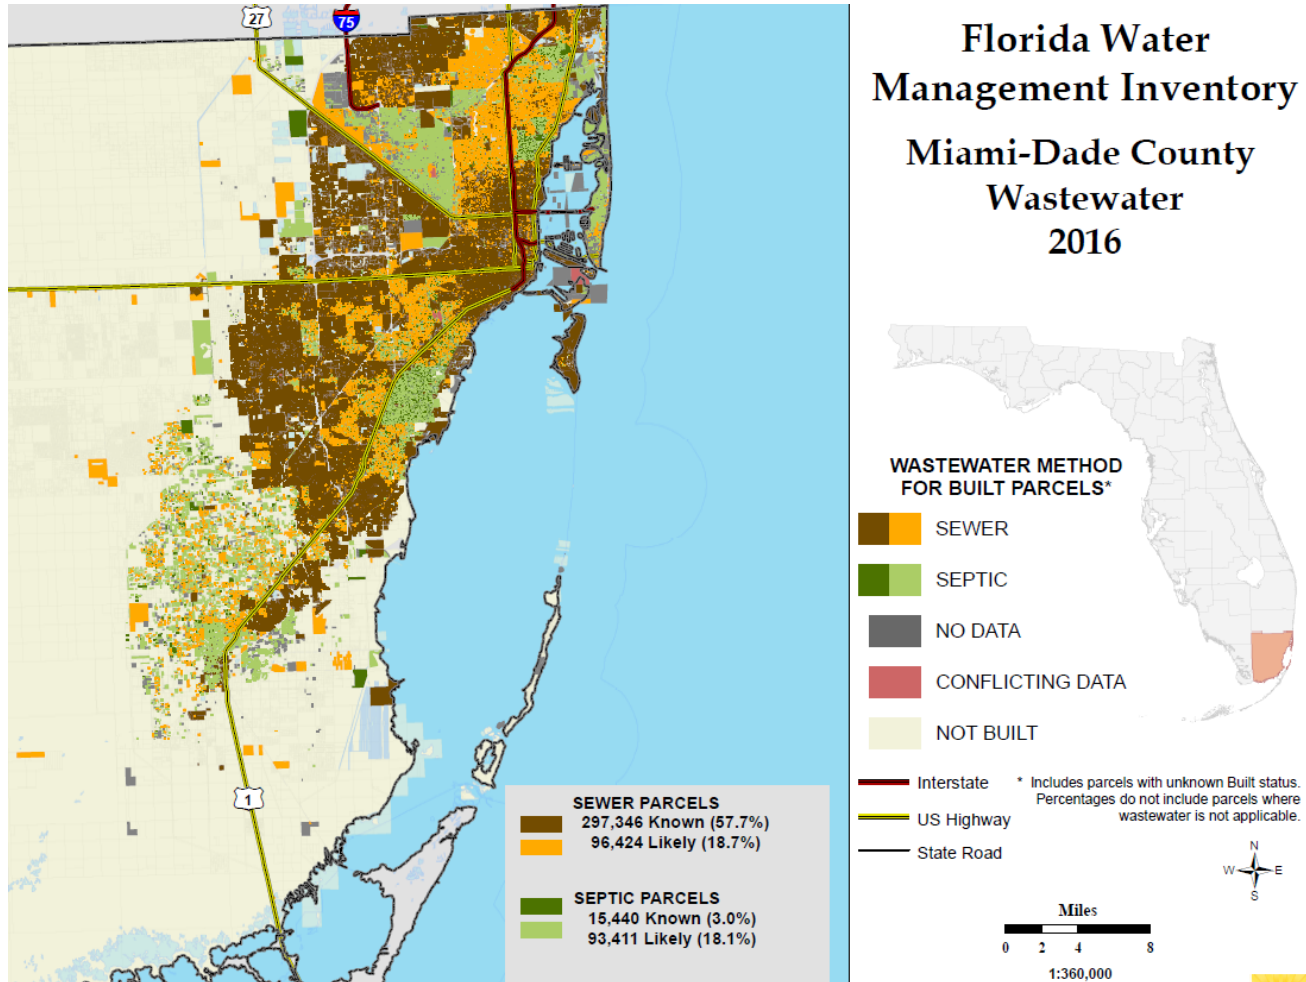 27
75
1
Florida Water
Management Inventory
Miami-Dade County
Wastewater
2016
WASTEWATER METHOD
FOR BUILT PARCELS*
SEWER
SEPTIC
NO DATA
CONFLICTING DATA
NOT BUILT
Interstate
US Highway
State Road
* Includes parcels with unknown Built status.
Percentages do not include parcels where
wastewater is not applicable.
N
W E
S
Miles
0 2 4 8
1:360,000
SEWER PARCELS
297,346 Known (57.7%)
96,424 Likely (18.7%)
SEPTIC PARCELS
15,440 Known (3.0%)
93,411 Likely (18.1%)